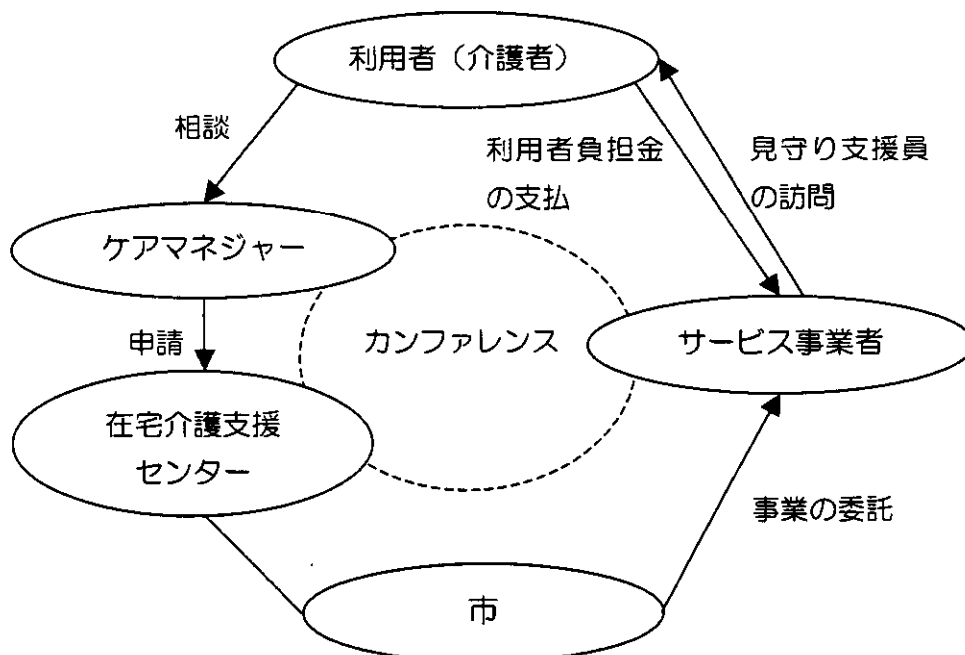 利用者（介護者）
相談
利用者負担金
の支払
見守り支援員
の訪問
ケアマネジャー
カンファレンス
サービス事業者
申請
在宅介護支援
センター
事業の委託
市